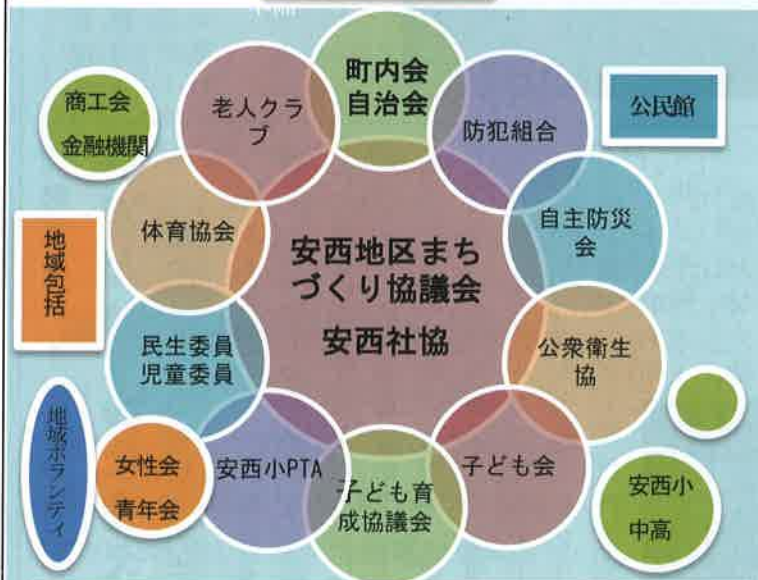 町内会
自治会
商工会
金融機関
老人クラ
ブ
防犯組合
公民館
体育協会
自主防災
会
地域包括
安西地区まち
づくり協議会
安西社協
民生委員
児童委員
公衆衛生
協
地域ボランティ
女性会
青年会
安西小PTA
子ども育
成協議会
子ども会
安西小
中高